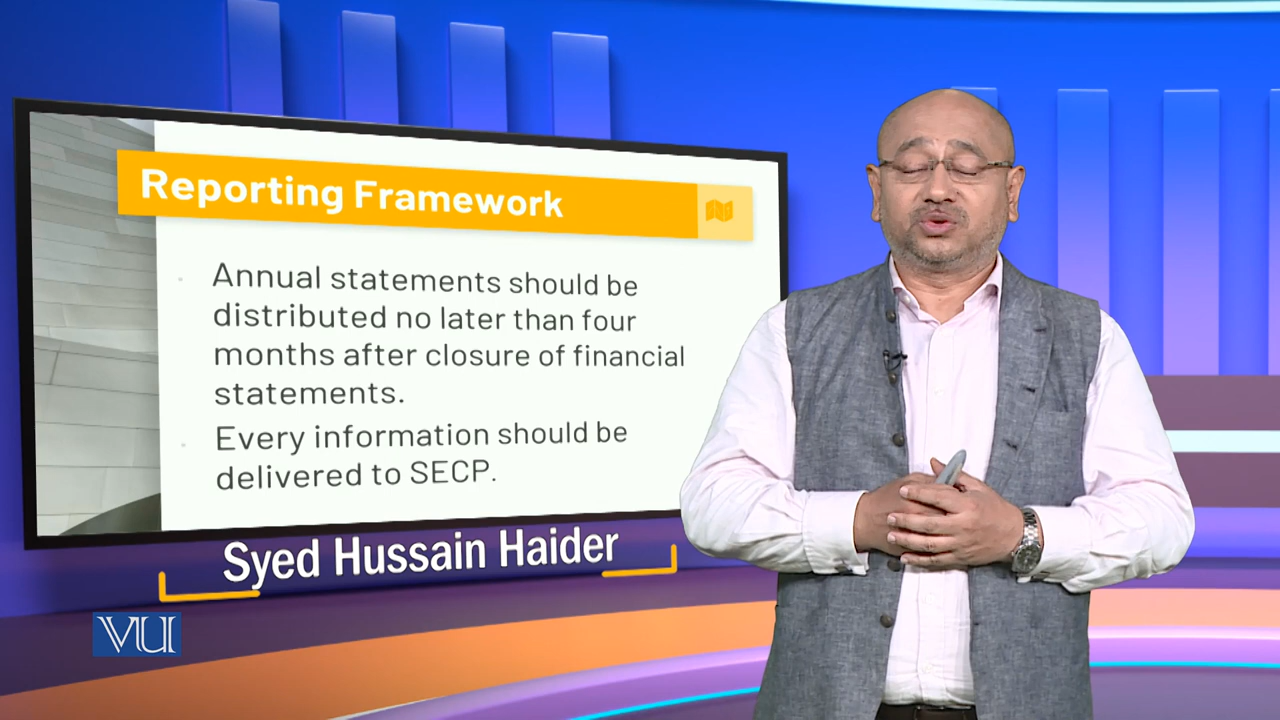 Reporting Framework
Annual statements should be
distributed no later than four
months after closure of financial
statements.
Every information should be
delivered to SECP.
Syed Hussain Haider
VU